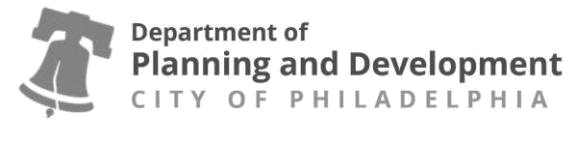 Department of
Planning and Development
CITY OF PHILADELPHIA